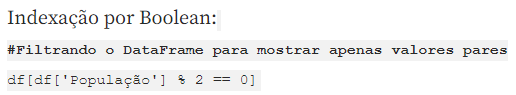 Indexação por Boolean:
#Filtrando o DataFrame para mostrar apenas valores pares
df[df['População'] % 2 == 0]